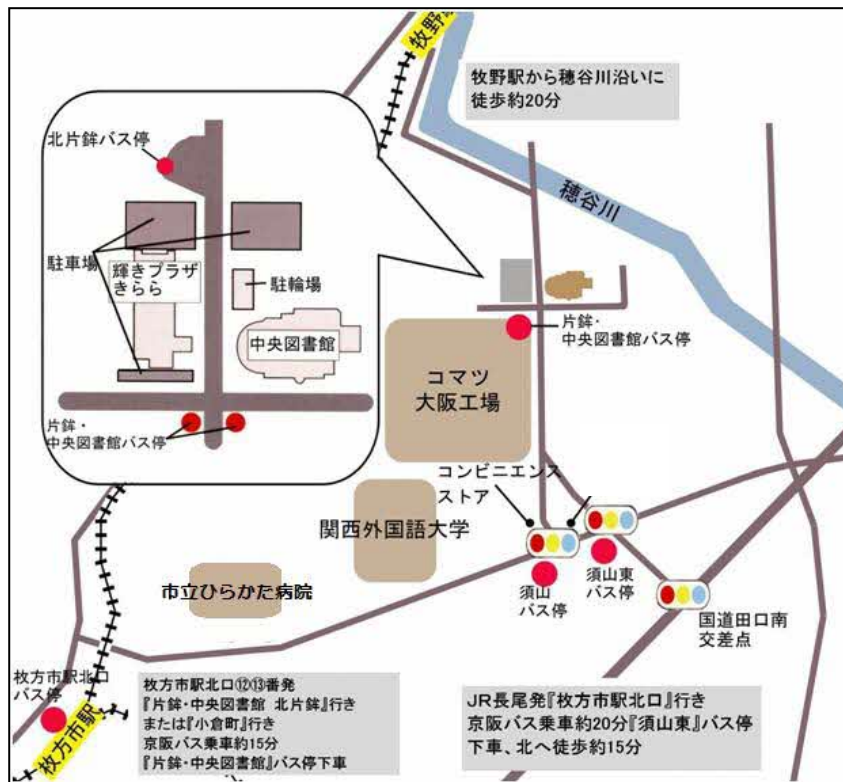 牧野駅
牧野駅から穂谷川沿いに
徒歩約20分
北片鉾バス停
穂谷川
駐車場
輝きプラザ
きらら
駐輪場
中央図書館
片鉾・
中央図書館バス停
片鉾・
中央図書館バス停
コマツ
大阪工場
コンビニエンス
ストア
関西外国語大学
市立ひらかた病院
須山
バス停
須山東
バス停
国道田口南
交差点
枚方市駅北口
バス停
枚方市駅
枚方市駅北口⑫⑬番発
『片鉾・中央図書館 北片鉾』行き
または『小倉町』行き
京阪バス乗車約15分
『片鉾・中央図書館』バス停下車
JR長尾発『枚方市駅北口』行き
京阪バス乗車約20分『須山東』バス停
下車、北へ徒歩約15分